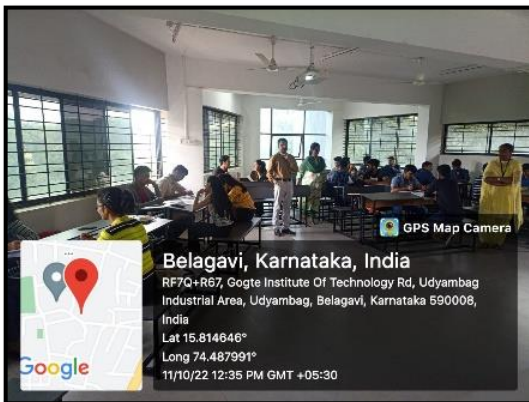 GPS Map Camera
Belagavi, Karnataka, India
RF7Q+R67, Gogte Institute Of Technology Rd, Udyambag
Industrial Area, Udyambag, Belagavi, Karnataka 590008,
India
Lat 15.814646°
Long 74.487991°
11/10/22 12:35 PM GMT +05:30
Google